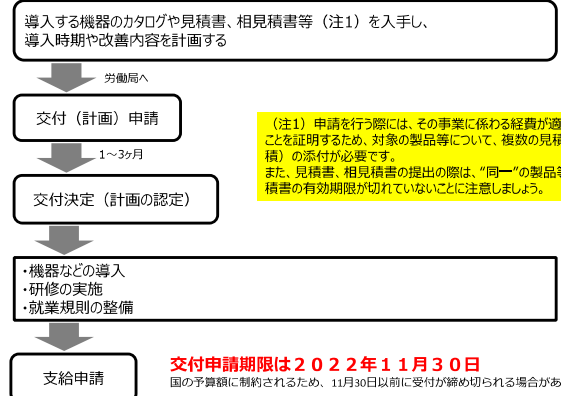 導入する機器のカタログや見積書、相見積書等（注1）を入手し、
導入時期や改善内容を計画する
労働局へ
交付（計画）申請
1～3ヶ月
（注1）申請を行う際には、その事業に係わる経費が適
ことを証明するため、対象の製品等について、複数の見積
積）の添付が必要です。
また、見積書、相見積書の提出の際は、“同一”の製品等
積書の有効期限が切れていないことに注意しましょう。
交付決定（計画の認定）
・機器などの導入
・研修の実施
・就業規則の整備
支給申請
交付申請期限は２０２２年１１月３０日
国の予算額に制約されるため、11月30日以前に受付が締め切られる場合があ